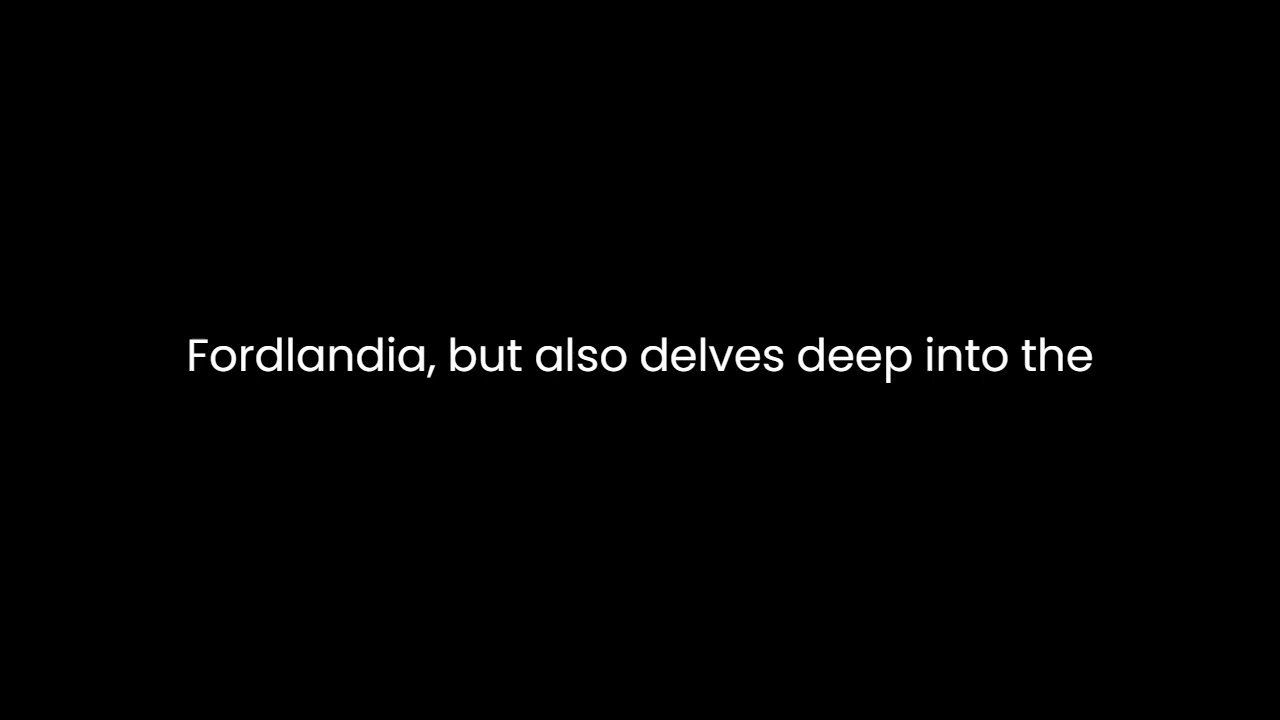 Fordlandia, but also delves deep into the